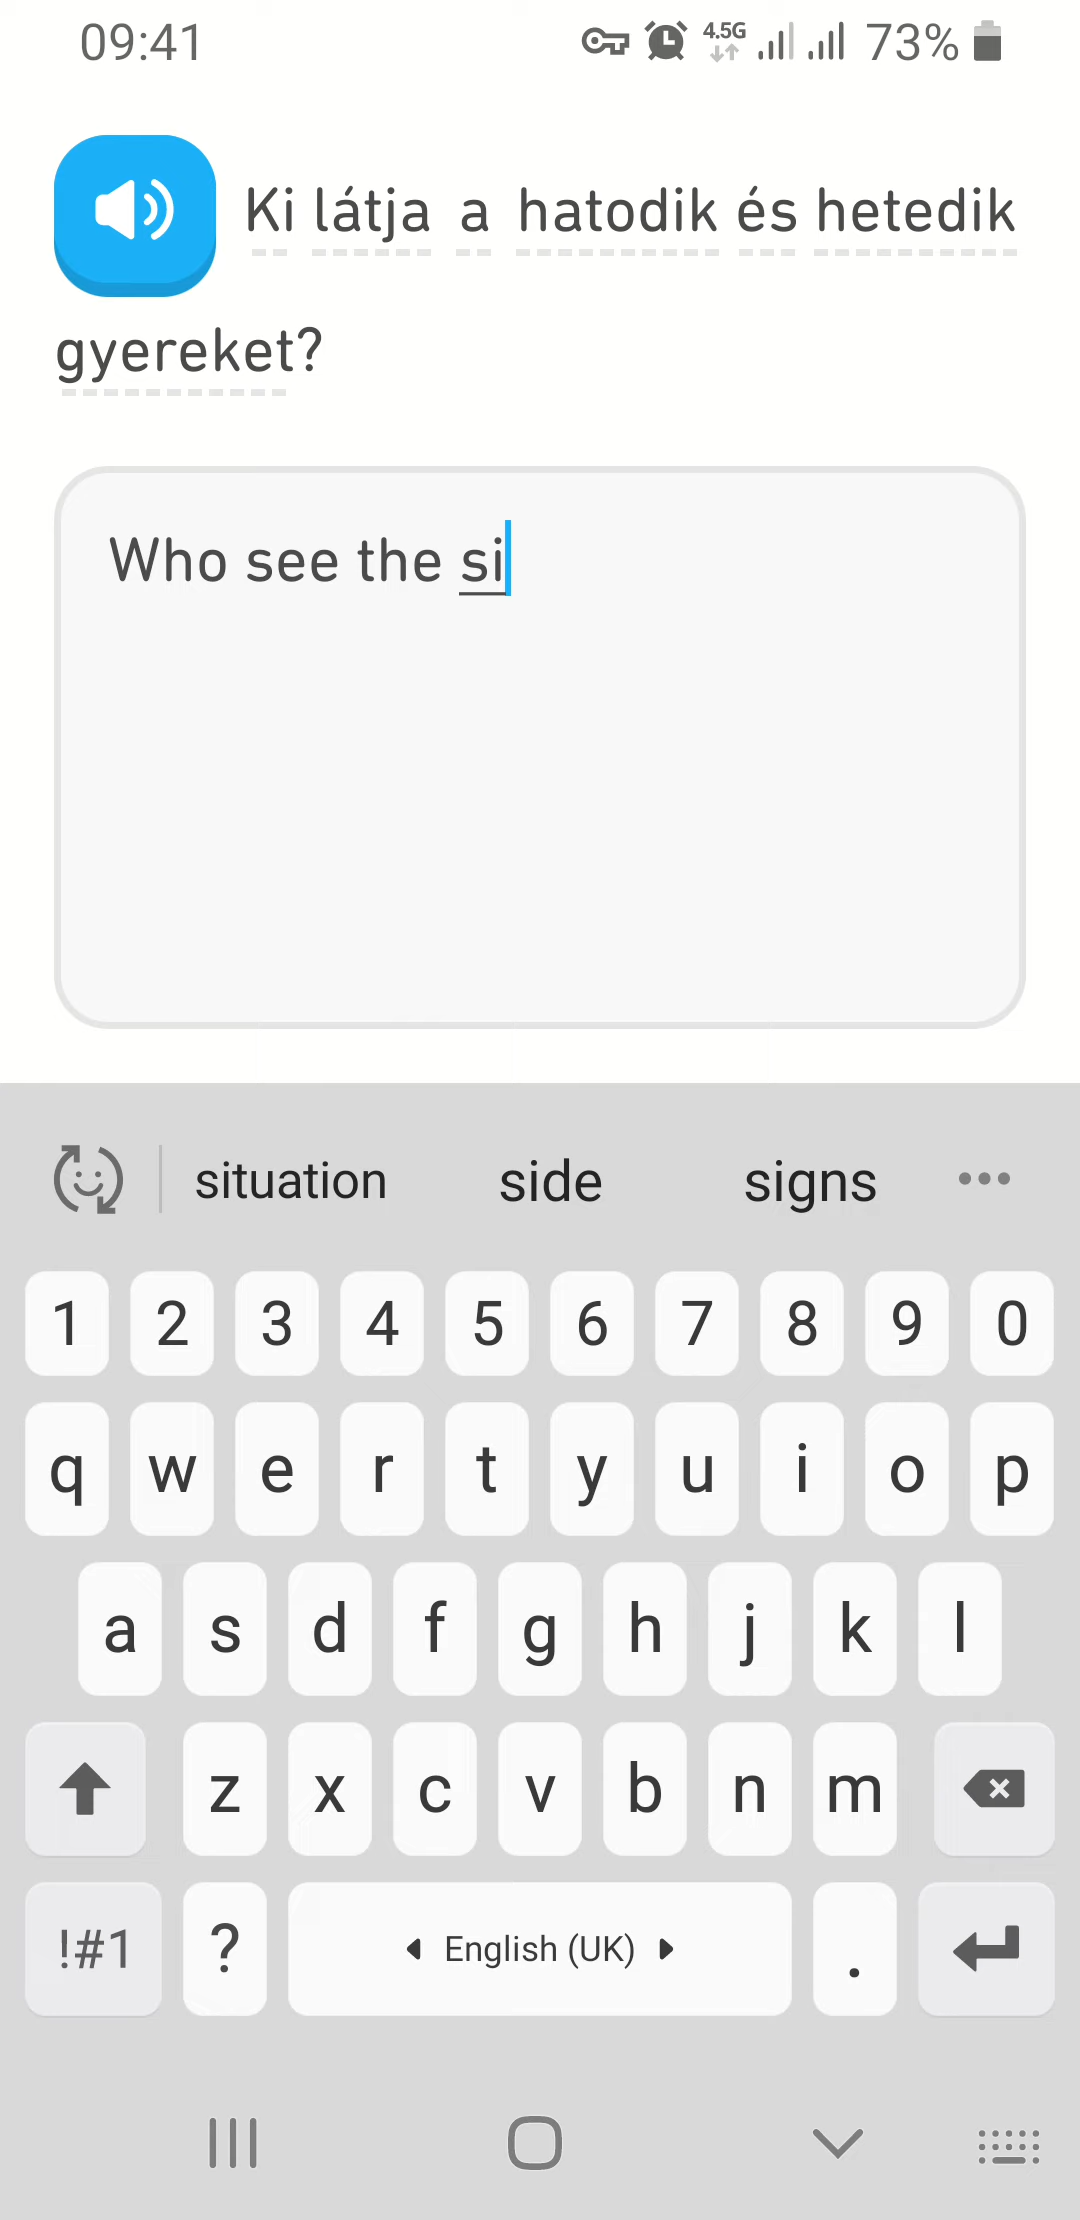 09:41 4.5G 73%
Ki látja a hatodik és hetedik
gyereket?
Who see the si
situation side signs
1 2 3 4 5 6 7 8 9 0
q w e r t y u i o p
a s d f g h j k l
z x c v b n m
!#1 ? English (UK) .